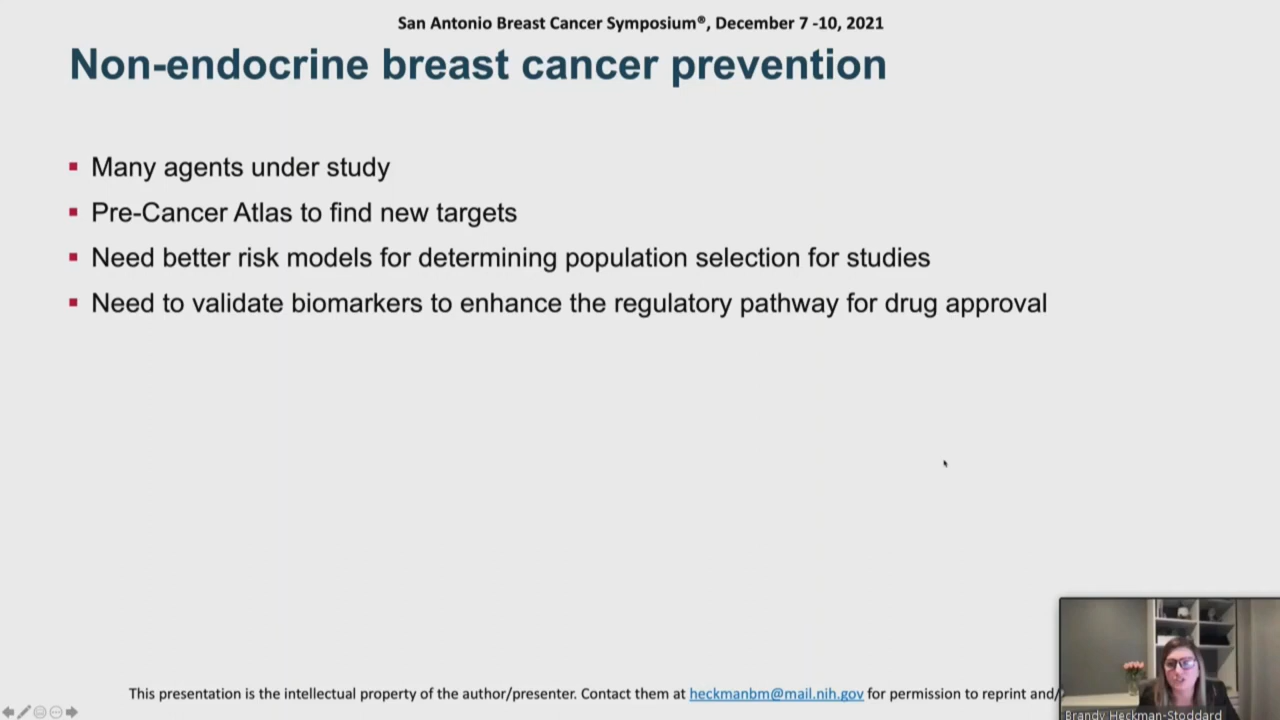 San Antonio Breast Cancer Symposium®, December 7 -10, 2021
Non-endocrine breast cancer prevention
Many agents under study
Pre-Cancer Atlas to find new targets
Need better risk models for determining population selection for studies
Need to validate biomarkers to enhance the regulatory pathway for drug approval
This presentation is the intellectual property of the author/presenter. Contact them at heckmanbm@mail.nih.gov for permission to reprint and/
Brandy Heckman-Stoddard